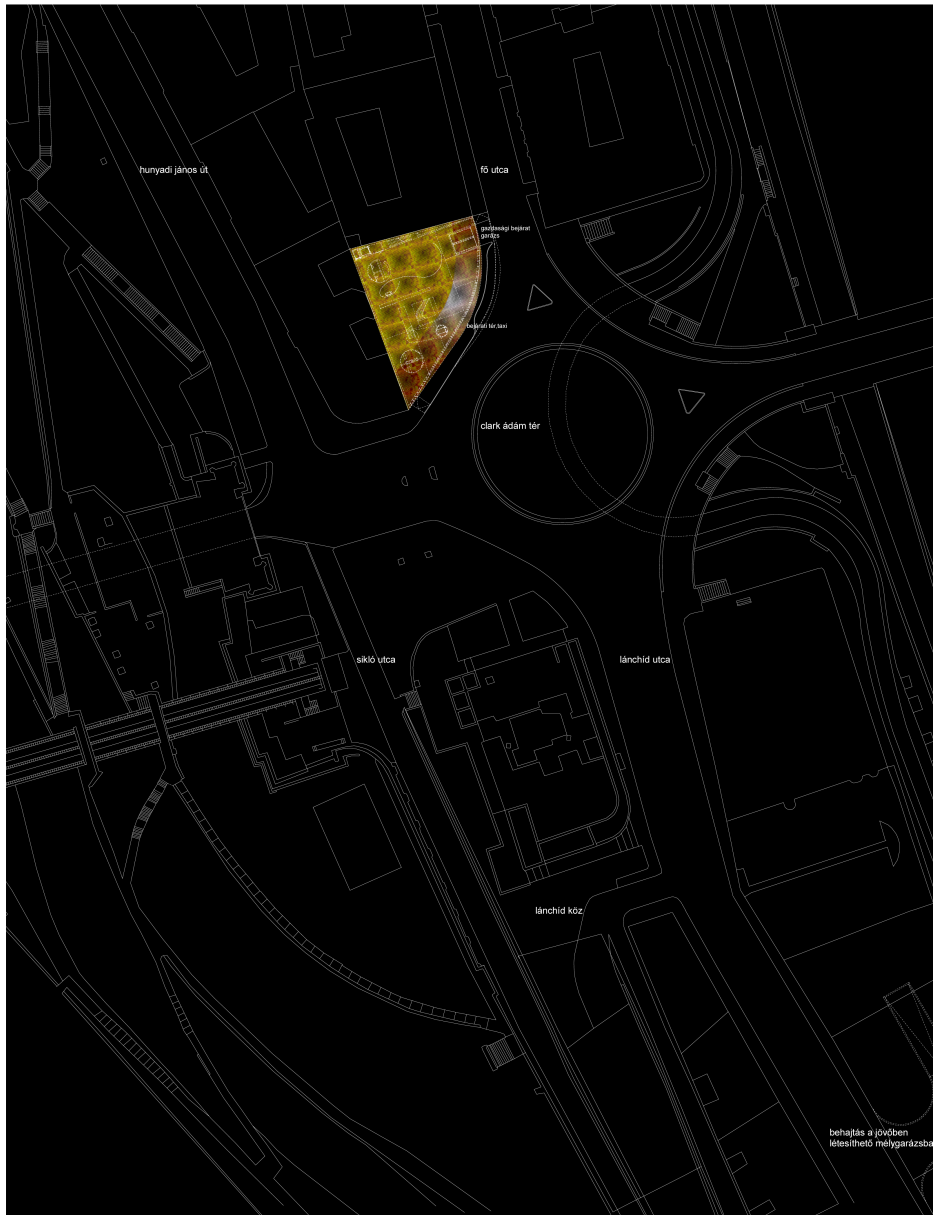 hunyadi jános út
fő utca
gazdasági bejárat
garázs
bejárati tér,taxi
clark ádám tér
sikló utca
lánchíd utca
lánchíd köz
behajtás a jövőben
létesíthető mélygarázsba